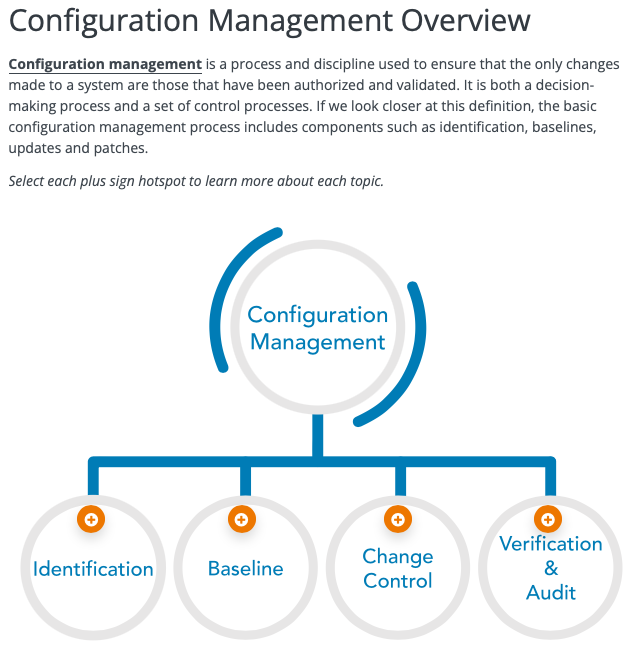 Configuration Management Overview
Configuration management is a process and discipline used to ensure that the only changes
made to a system are those that have been authorized and validated. It is both a decision-
making process and a set of control processes. If we look closer at this definition, the basic
configuration management process includes components such as identification, baselines,
updates and patches.
Select each plus sign hotspot to learn more about each topic.
Configuration
Management
Identification
Baseline
Change
Control
Verification
&
Audit